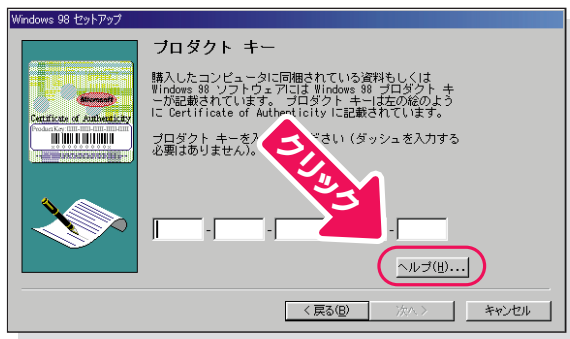 Windows 98 セットアップ
プロダクト キー
購入したコンピュータに同梱されている資料もしくは
Windows 98 ソフトウェアには Windows 98 プロダクト キ
ーが記載されています。 プロダクト キーは左の絵のよう
に Certificate of Authenticity に記載されています。
プロダクト キーを入 ださい (ダッシュを入力する
必要はありません)。
クリック
Microsoft
Certificate of Authenticity
- - -
ヘルプ(H)...
< 戻る(B)
次へ >
キャンセル